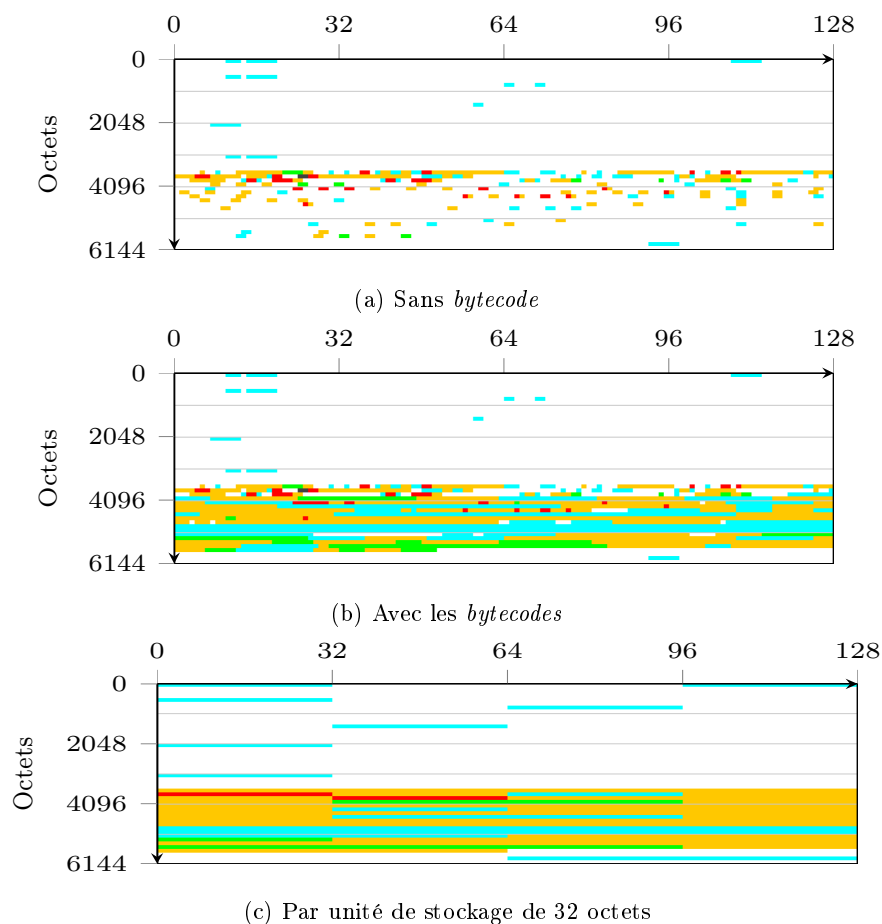 0 32 64 96 128
0
2048
4096
6144
Octets
(a) Sans bytecode
0 32 64 96 128
0
2048
4096
6144
Octets
(b) Avec les bytecodes
0 32 64 96 128
0
2048
4096
6144
Octets
(c) Par unité de stockage de 32 octets